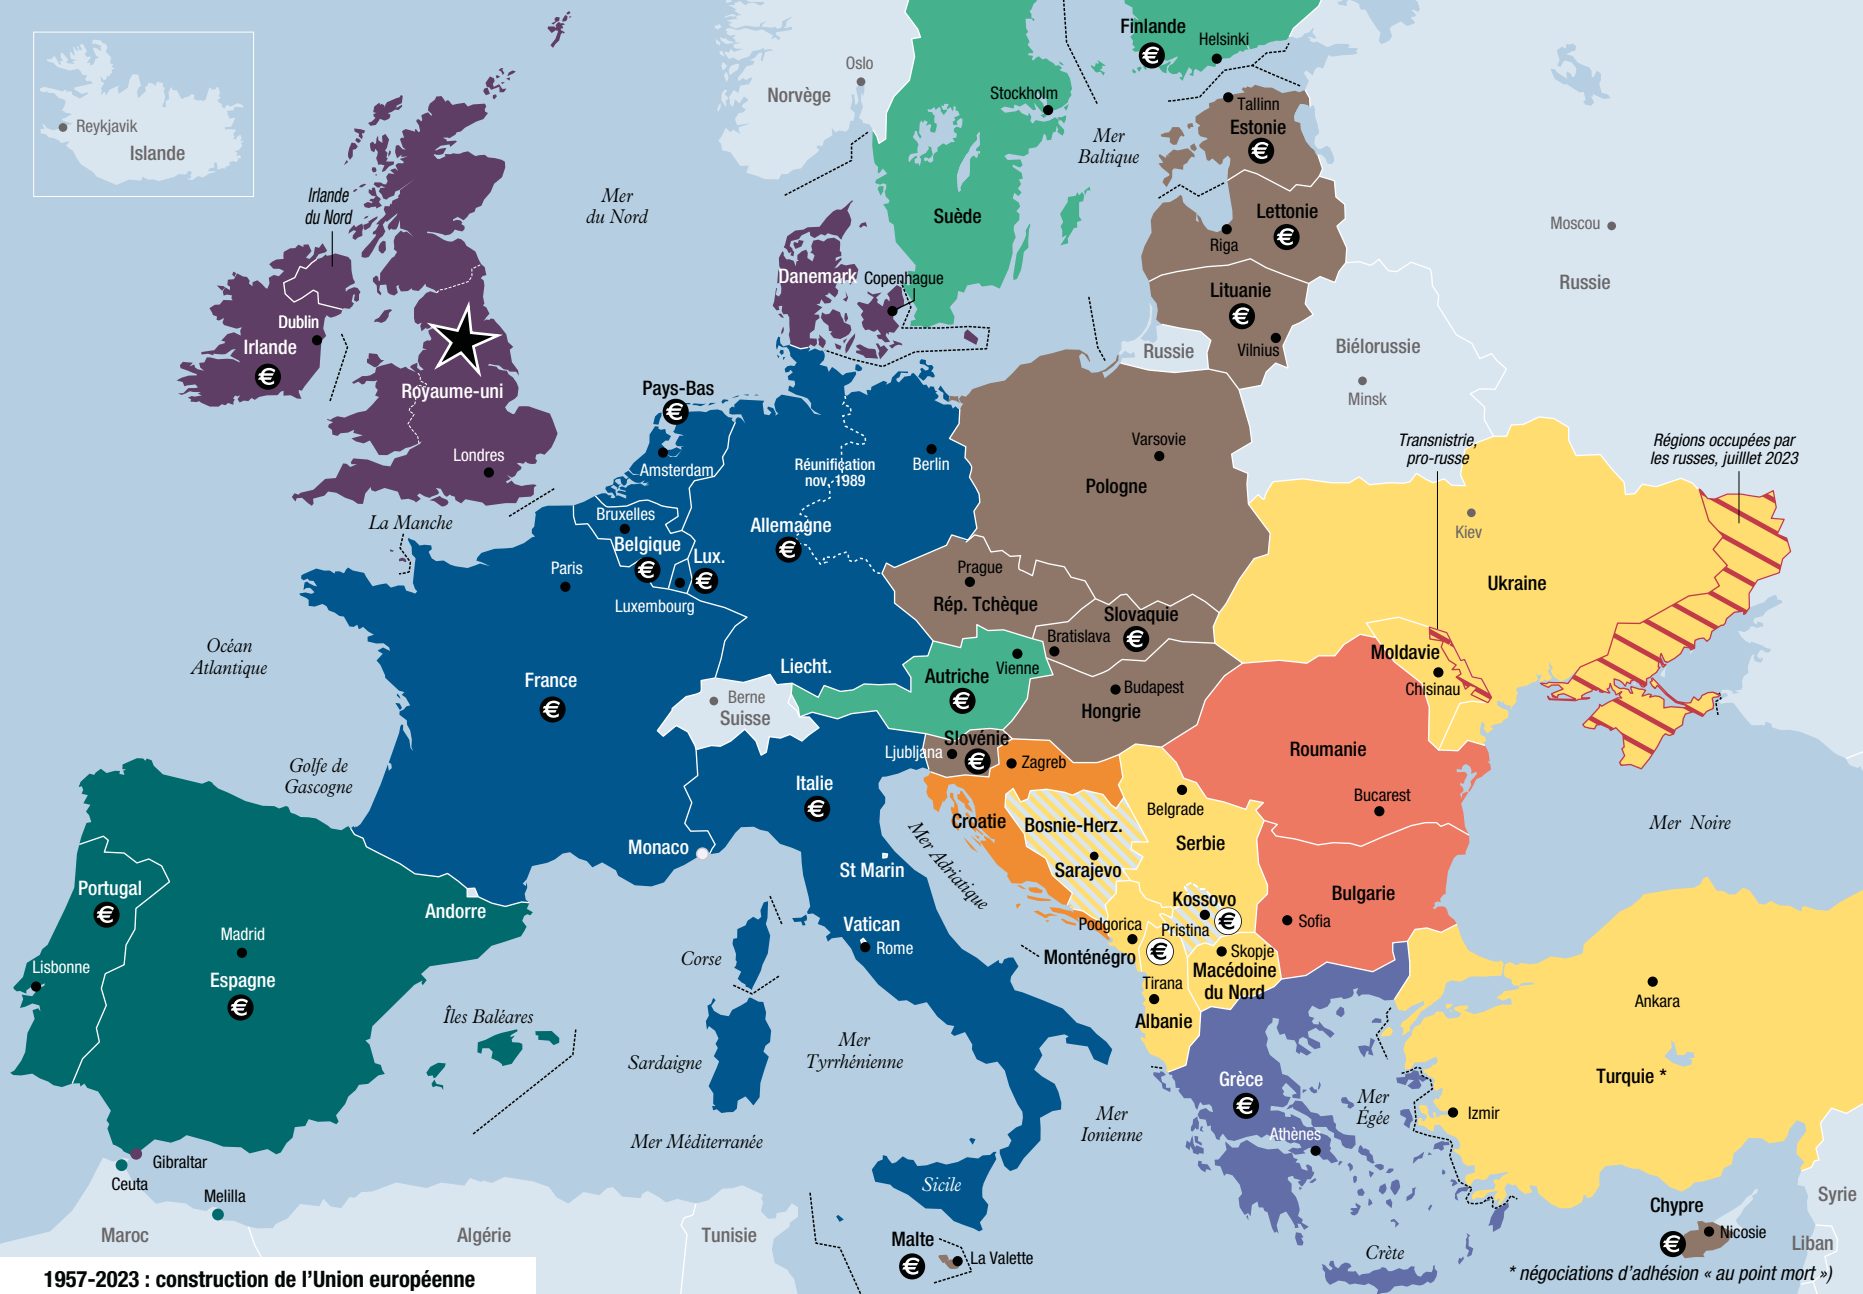 Finlande
€
Helsinki
Oslo
Norvège
Stockholm
Tallinn
Estonie
€
Mer
Baltique
Reykjavik
Islande
Irlande
du Nord
Mer
du Nord
Suède
Lettonie
€
Riga
Moscou
Russie
Danemark
Copenhague
Lituanie
€
Vilnius
Russie
Biélorussie
Minsk
Dublin
Irlande
€
Royaume-uni
Londres
Pays-Bas
€
Amsterdam
Réunification
nov. 1989
Berlin
Varsovie
Pologne
Transnistrie,
pro-russe
Régions occupées par
les russes, juilllet 2023
La Manche
Bruxelles
Belgique
€
Lux.
€
Luxembourg
Allemagne
€
Kiev
Ukraine
Paris
Prague
Rép. Tchèque
Slovaquie
€
Bratislava
Océan
Atlantique
France
€
Liecht.
Berne
Suisse
Autriche
€
Vienne
Budapest
Hongrie
Moldavie
Chisinau
Golfe de
Gascogne
Ljubljana
Slovénie
€
Zagreb
Roumanie
Bucarest
Italie
€
Croatie
Bosnie-Herz.
Sarajevo
Belgrade
Serbie
Mer Noire
Monaco
St Marin
Mer Adriatique
Portugal
€
Lisbonne
Andorre
Madrid
Espagne
€
Vatican
Rome
Corse
Podgorica
Monténégro
€
Kossovo
€
Pristina
Bulgarie
Sofia
Skopje
Macédoine
du Nord
Tirana
Albanie
Îles Baléares
Sardaigne
Mer
Tyrrhénienne
Ankara
Turquie *
Grèce
€
Athènes
Mer
Égée
Izmir
Mer
Ionienne
Mer Méditerranée
Gibraltar
Ceuta
Melilla
Sicile
Maroc
Algérie
Tunisie
Malte
€
La Valette
Crète
Chypre
€
Nicosie
Syrie
Liban
1957-2023 : construction de l’Union européenne
* négociations d’adhésion « au point mort »)